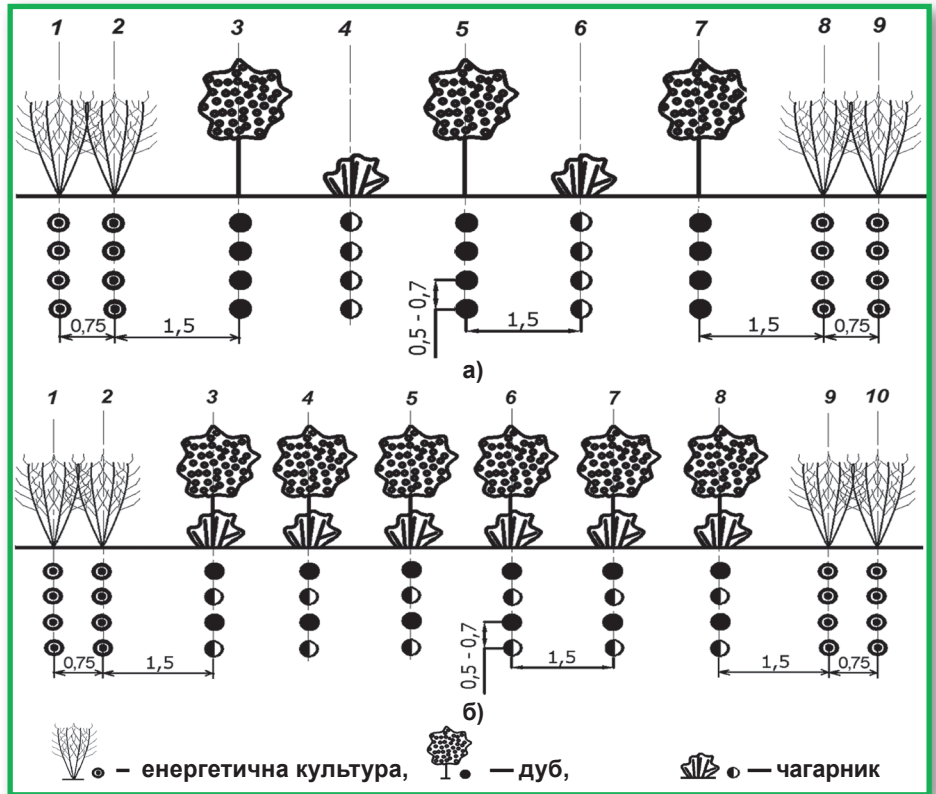 1 2 3 4 5 6 7 8 9
0,5 - 0,7
0,75 1,5 1,5 1,5 0,75
а)
1 2 3 4 5 6 7 8 9 10
0,5 - 0,7
0,75 1,5 1,5 1,5 0,75
б)
– енергетична культура, — дуб, — чагарник